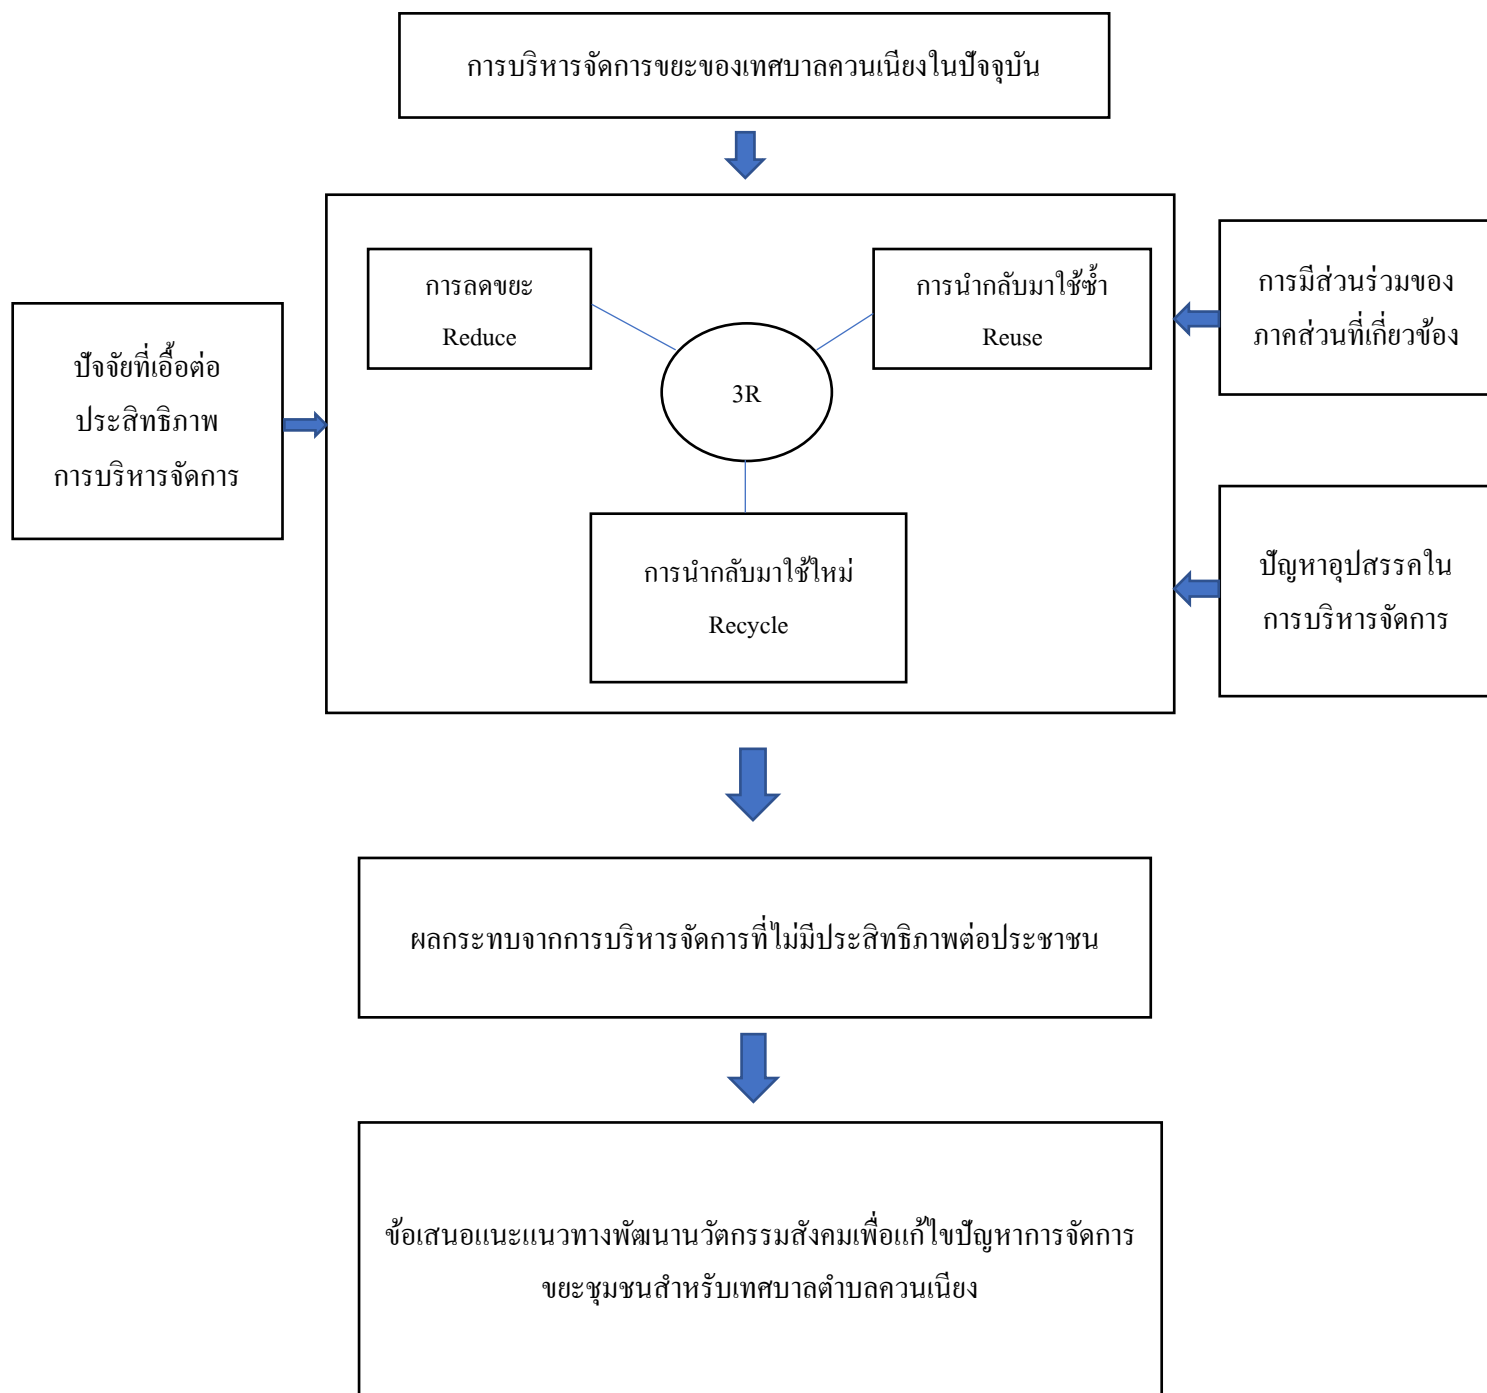 การบริหารจัดการขยะของเทศบาลควนเนียงในปัจจุบัน
การลดขยะ
Reduce
การนำกลับมาใช้ซ้ำ
Reuse
การมีส่วนร่วมของ
ภาคส่วนที่เกี่ยวข้อง
ปัจจัยที่เอื้อต่อ
ประสิทธิภาพ
การบริหารจัดการ
3R
การนำกลับมาใช้ใหม่
Recycle
ปัญหาอุปสรรคใน
การบริหารจัดการ
ผลกระทบจากการบริหารจัดการที่ไม่มีประสิทธิภาพต่อประชาชน
ข้อเสนอแนะแนวทางพัฒนานวัตกรรมสังคมเพื่อแก้ไขปัญหาการจัดการ
ขยะชุมชนสำหรับเทศบาลตำบลควนเนียง